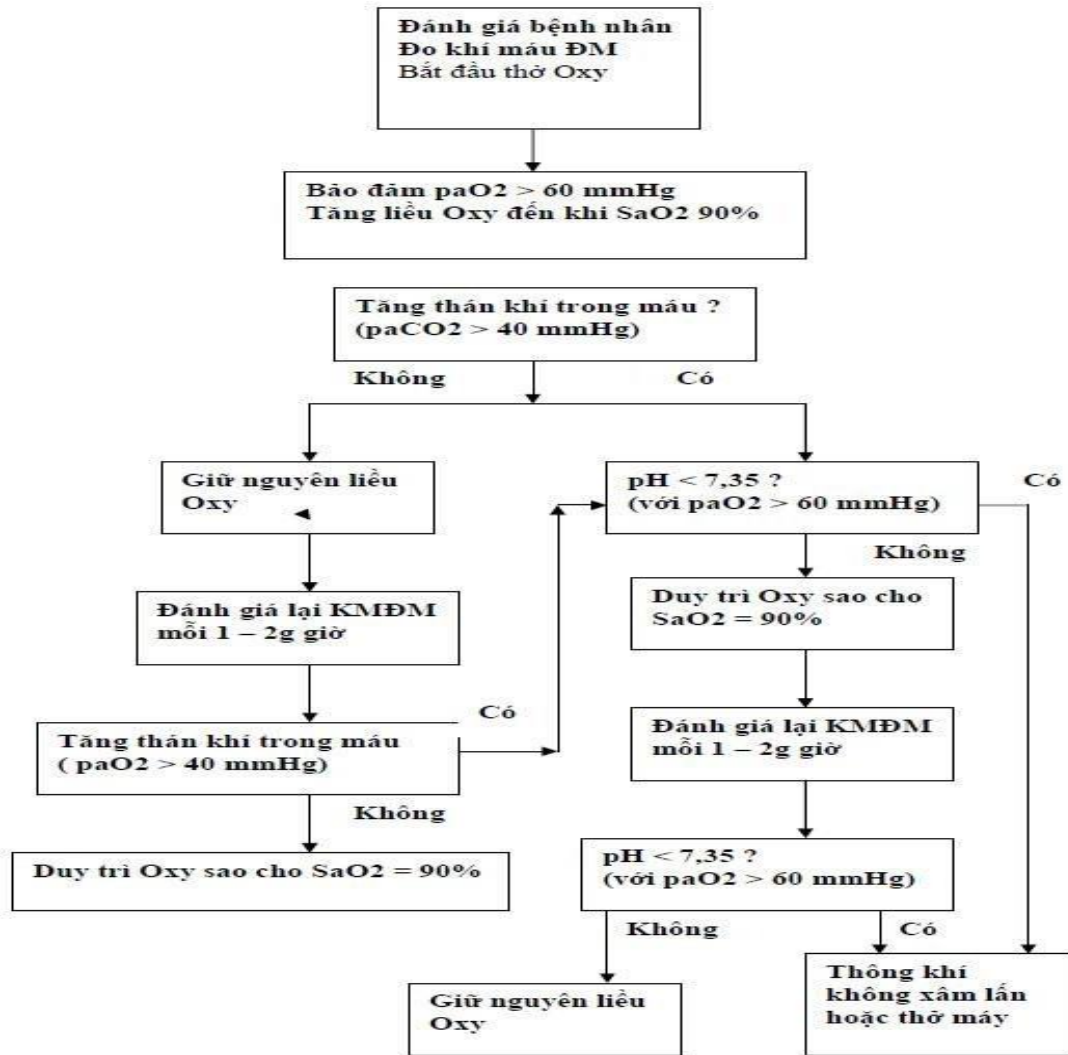 Đánh giá bệnh nhân
Đo khí máu ĐM
Bắt đầu thở Oxy
Bảo đảm paO2 > 60 mmHg
Tăng liều Oxy đến khi SaO2 90%
Tăng thán khí trong máu ?
(paCO2 > 40 mmHg)
Không
Có
Giữ nguyên liều
Oxy
pH < 7,35 ?
(với paO2 > 60 mmHg)
Có
Không
Đánh giá lại KMĐM
mỗi 1 – 2g giờ
Duy trì Oxy sao cho
SaO2 = 90%
Có
Tăng thán khí trong máu
( paO2 > 40 mmHg)
Đánh giá lại KMĐM
mỗi 1 – 2g giờ
Không
Duy trì Oxy sao cho SaO2 = 90%
pH < 7,35 ?
(với paO2 > 60 mmHg)
Không
Có
Giữ nguyên liều
Oxy
Thông khí
không xâm lấn
hoặc thở máy